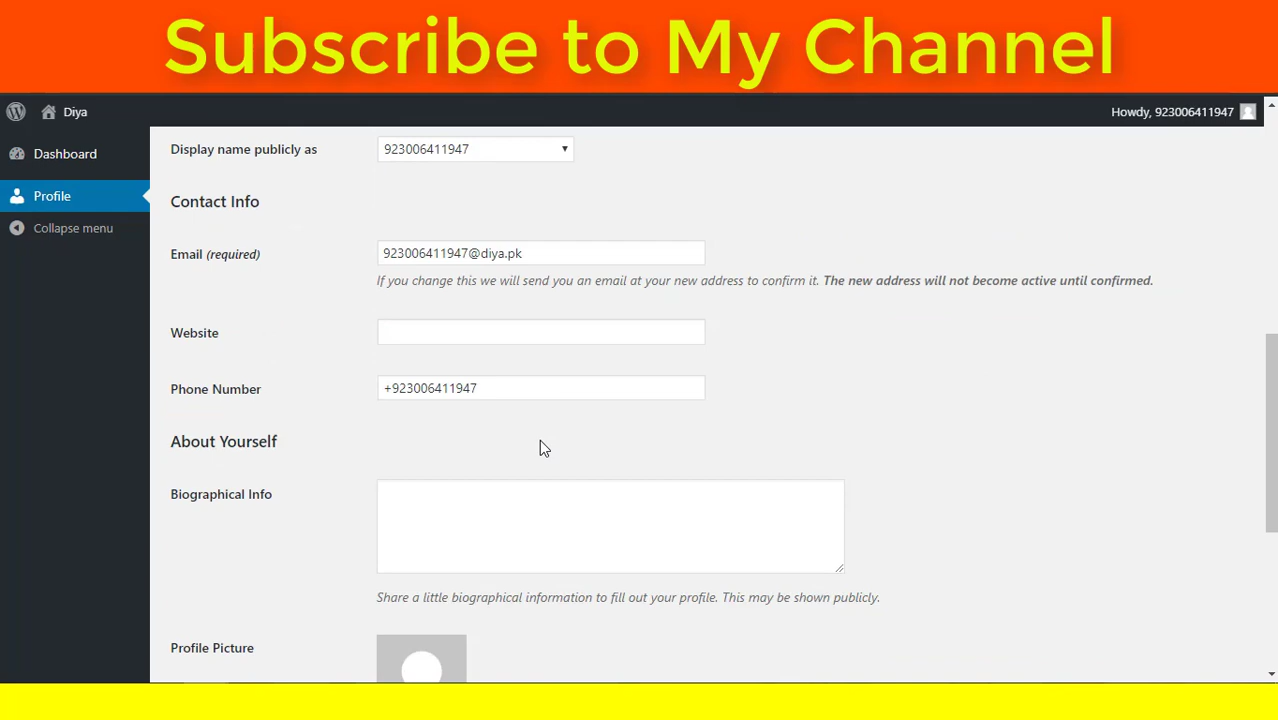 Subscribe to My Channel
Diya
Howdy, 923006411947
Dashboard
Profile
Collapse menu
Display name publicly as
923006411947
Contact Info
Email (required)
923006411947@diya.pk
If you change this we will send you an email at your new address to confirm it. The new address will not become active until confirmed.
Website
Phone Number
+923006411947
About Yourself
Biographical Info
Share a little biographical information to fill out your profile. This may be shown publicly.
Profile Picture